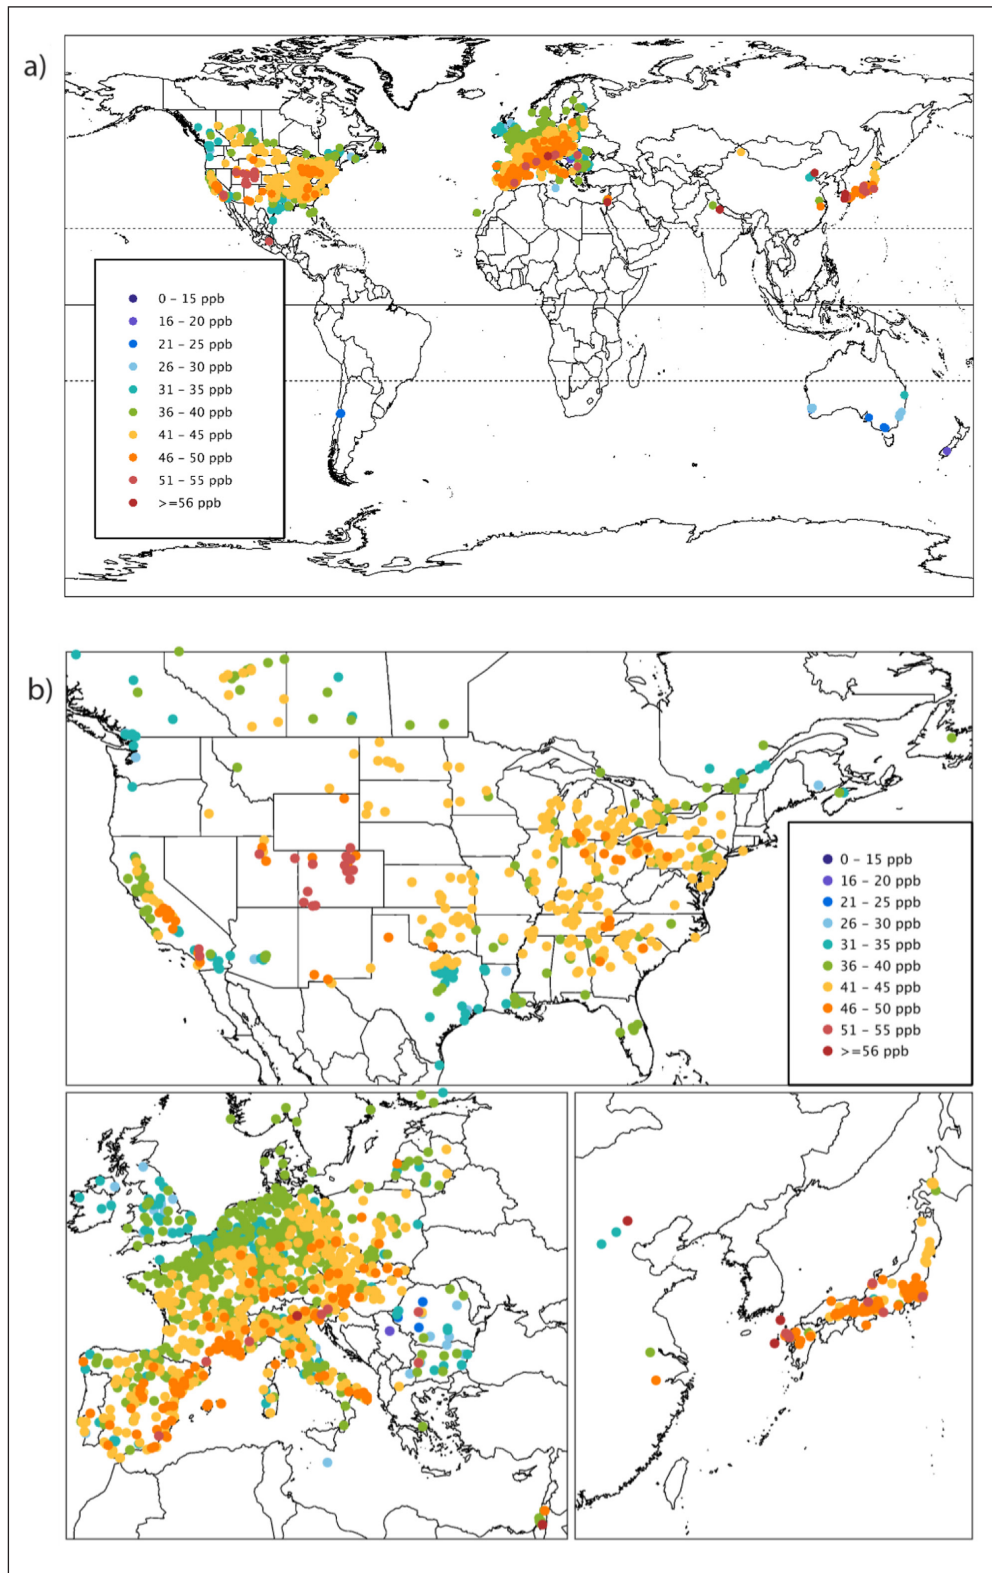 a)
0 – 15 ppb
16 – 20 ppb
21 – 25 ppb
26 – 30 ppb
31 – 35 ppb
36 – 40 ppb
41 – 45 ppb
46 – 50 ppb
51 – 55 ppb
>=56 ppb
b)
0 – 15 ppb
16 – 20 ppb
21 – 25 ppb
26 – 30 ppb
31 – 35 ppb
36 – 40 ppb
41 – 45 ppb
46 – 50 ppb
51 – 55 ppb
>=56 ppb